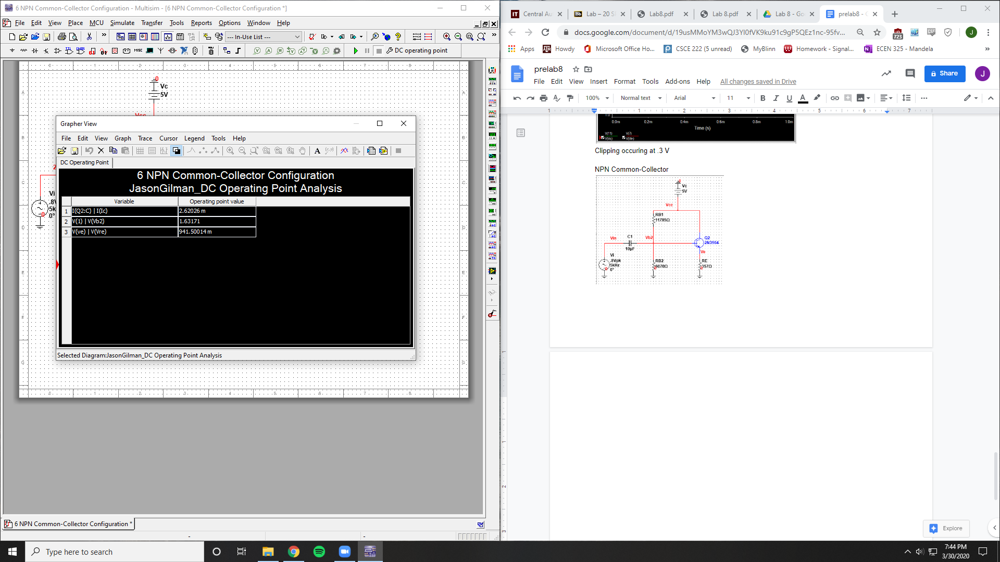 6 NPN Common-Collector Configuration - Multisim - [6 NPN Common-Collector Configuration *]
File Edit View Place MCU Simulate Transfer Tools Reports Options Window Help
--- In-Use List ---
MISC
DC operating point
Vc
5V
Vcc
Vi
Grapher View
File Edit View Graph Trace Cursor Legend Tools Help
DC Operating Point
6 NPN Common-Collector Configuration
JasonGilman_DC Operating Point Analysis
Variable Operating point value
1 I(Q2:C) | I(Ic) 2.62026 m
2 V(1) | V(Vb2) 1.63171
3 V(ve) | V(Vre) 941.50014 m
Selected Diagram:JasonGilman_DC Operating Point Analysis
6 NPN Common-Collector Configuration *
Central Au
Lab – 20 S
Lab8.pdf
Lab 8.pdf
Lab 8 - Go
prelab8 - G
docs.google.com/document/d/19usMMoYM3wQJ3Yl0fVK9ku91c9gP5QEz1nc-95fv...
723
J
Apps Howdy Microsoft Office Ho... CSCE 222 (5 unread) MyBlinn Homework - Signal... ECEN 325 - Mandela
prelab8
File Edit View Insert Format Tools Add-ons Help All changes saved in Drive
Share
J
100% Normal text Arial 11
0.0m 0.2m 0.4m 0.6m 0.8m 1.0m
Time (s)
V(11) V(7)
V(Vc) V(Vin)
Clipping occuring at .3 V
NPN Common-Collector
Vc
5V
Vcc
RB1
11785Ω
Vin
C1
10µF
Vb2
Q2
2N3904
Ve
Vi
.8Vpk
5kHz
0°
RB2
6070Ω
RE
357Ω
Explore
Type here to search
7:44 PM
3/30/2020